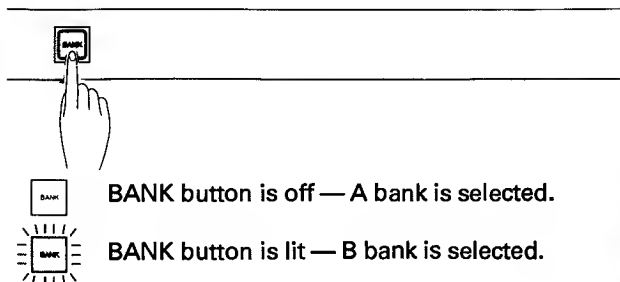 BANK
BANK BANK button is off — A bank is selected.
BANK BANK button is lit — B bank is selected.